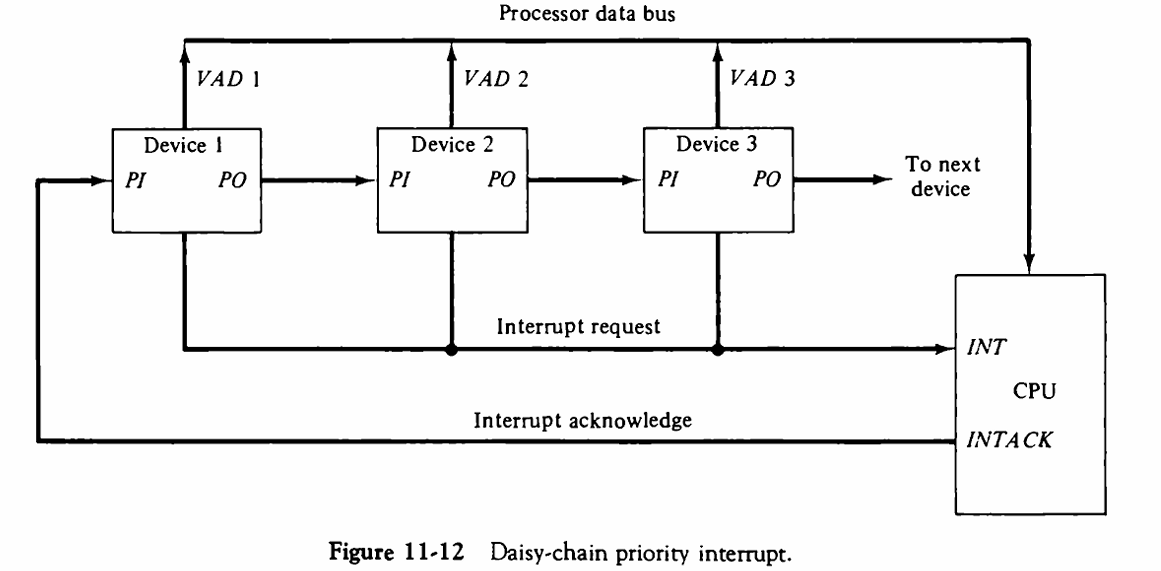 Processor data bus
VAD 1
VAD 2
VAD 3
Device 1
PI
PO
Device 2
PI
PO
Device 3
PI
PO
To next
device
Interrupt request
INT
CPU
Interrupt acknowledge
INTACK
Figure 11-12 Daisy-chain priority interrupt.